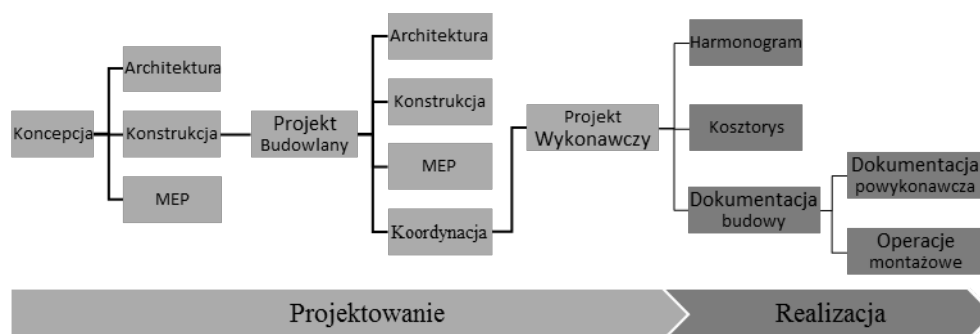 Koncepcja
Architektura
Konstrukcja
MEP
Projekt
Budowlany
Architektura
Konstrukcja
MEP
Koordynacja
Projekt
Wykonawczy
Harmonogram
Kosztorys
Dokumentacja
budowy
Dokumentacja
powykonawcza
Operacje
montażowe
Projektowanie
Realizacja